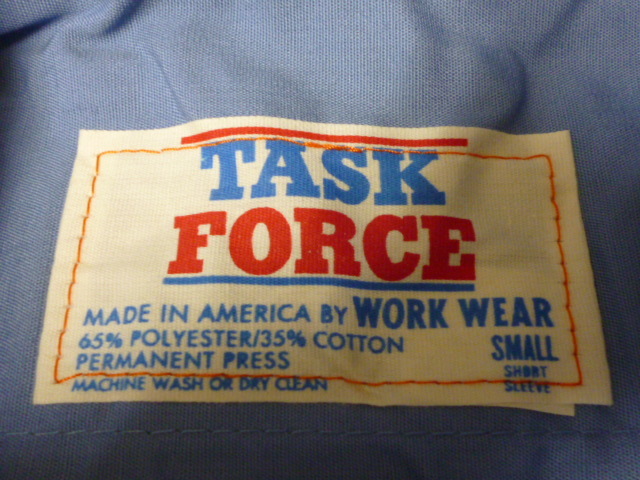 TASK
FORCE
MADE IN AMERICA BY WORK WEAR
65% POLYESTER/35% COTTON
PERMANENT PRESS
MACHINE WASH OR DRY CLEAN
SMALL
SHORT
SLEEVE